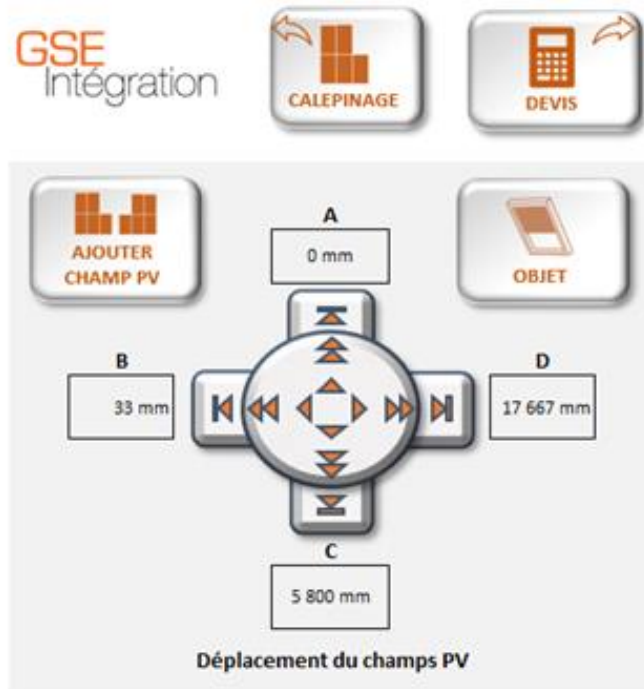 GSE
Intégration
CALEPINAGE
DEVIS
AJOUTER
CHAMP PV
A
0 mm
OBJET
B
33 mm
D
17 667 mm
C
5 800 mm
Déplacement du champs PV